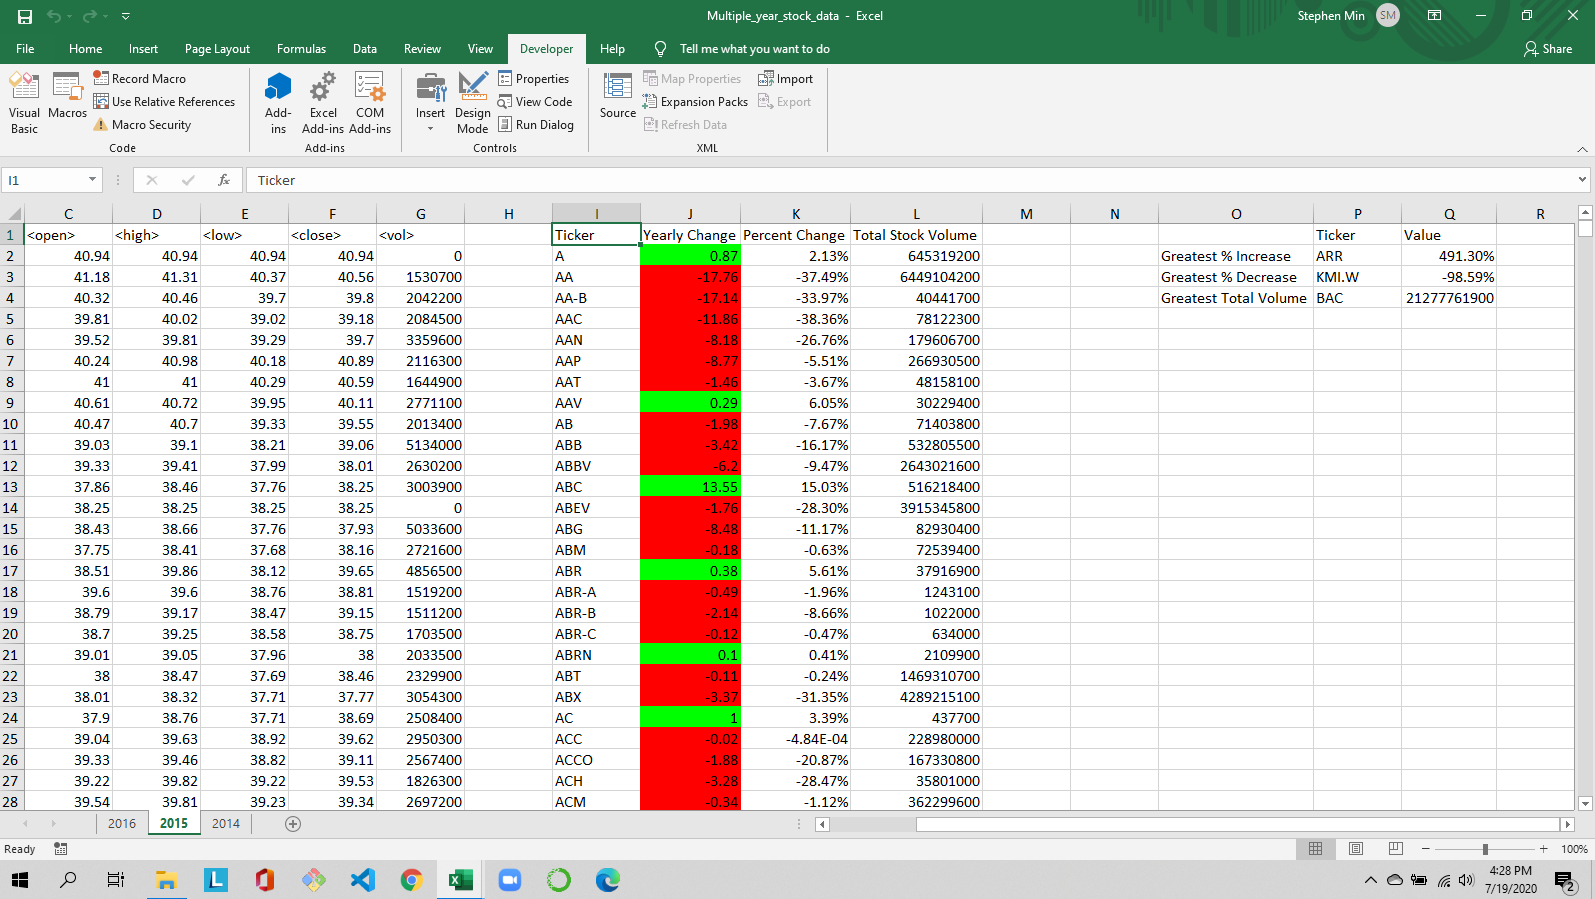 Multiple_year_stock_data - Excel
Stephen Min SM
File Home Insert Page Layout Formulas Data Review View Developer Help Tell me what you want to do Share
Visual Basic
Macros
Record Macro
Use Relative References
Macro Security
Code
Add-ins
Excel Add-ins
COM Add-ins
Add-ins
Insert
Design Mode
Properties
View Code
Run Dialog
Controls
Source
Map Properties
Expansion Packs
Refresh Data
Import
Export
XML
I1 fx Ticker
C D E F G H I J K L M N O P Q R
1 <open> <high> <low> <close> <vol> Ticker Yearly Change Percent Change Total Stock Volume Ticker Value
2 40.94 40.94 40.94 40.94 0 A 0.87 2.13% 645319200 Greatest % Increase ARR 491.30%
3 41.18 41.31 40.37 40.56 1530700 AA -17.76 -37.49% 6449104200 Greatest % Decrease KMI.W -98.59%
4 40.32 40.46 39.7 39.8 2042200 AA-B -17.14 -33.97% 40441700 Greatest Total Volume BAC 21277761900
5 39.81 40.02 39.02 39.18 2084500 AAC -11.86 -38.36% 78122300
6 39.52 39.81 39.29 39.7 3359600 AAN -8.18 -26.76% 179606700
7 40.24 40.98 40.18 40.89 2116300 AAP -8.77 -5.51% 266930500
8 41 41 40.29 40.59 1644900 AAT -1.46 -3.67% 48158100
9 40.61 40.72 39.95 40.11 2771100 AAV 0.29 6.05% 30229400
10 40.47 40.7 39.33 39.55 2013400 AB -1.98 -7.67% 71403800
11 39.03 39.1 38.21 39.06 5134000 ABB -3.42 -16.17% 532805500
12 39.33 39.41 37.99 38.01 2630200 ABBV -6.2 -9.47% 2643021600
13 37.86 38.46 37.76 38.25 3003900 ABC 13.55 15.03% 516218400
14 38.25 38.25 38.25 38.25 0 ABEV -1.76 -28.30% 3915345800
15 38.43 38.66 37.76 37.93 5033600 ABG -8.48 -11.17% 82930400
16 37.75 38.41 37.68 38.16 2721600 ABM -0.18 -0.63% 72539400
17 38.51 39.86 38.12 39.65 4856500 ABR 0.38 5.61% 37916900
18 39.6 39.6 38.76 38.81 1519200 ABR-A -0.49 -1.96% 1243100
19 38.79 39.17 38.47 39.15 1511200 ABR-B -2.14 -8.66% 1022000
20 38.7 39.25 38.58 38.75 1703500 ABR-C -0.12 -0.47% 634000
21 39.01 39.05 37.96 38 2033500 ABRN 0.1 0.41% 2109900
22 38 38.47 37.69 38.46 2329900 ABT -0.11 -0.24% 1469310700
23 38.01 38.32 37.71 37.77 3054300 ABX -3.37 -31.35% 4289215100
24 37.9 38.76 37.71 38.69 2508400 AC 1 3.39% 437700
25 39.04 39.63 38.92 39.62 2950300 ACC -0.02 -4.84E-04 228980000
26 39.33 39.46 38.82 39.11 2567400 ACCO -1.88 -20.87% 167330800
27 39.22 39.82 39.22 39.53 1826300 ACH -3.28 -28.47% 35801000
28 39.54 39.81 39.23 39.34 2697200 ACM -0.34 -1.12% 362299600
2016 2015 2014
Ready 100%
4:28 PM
7/19/2020
2